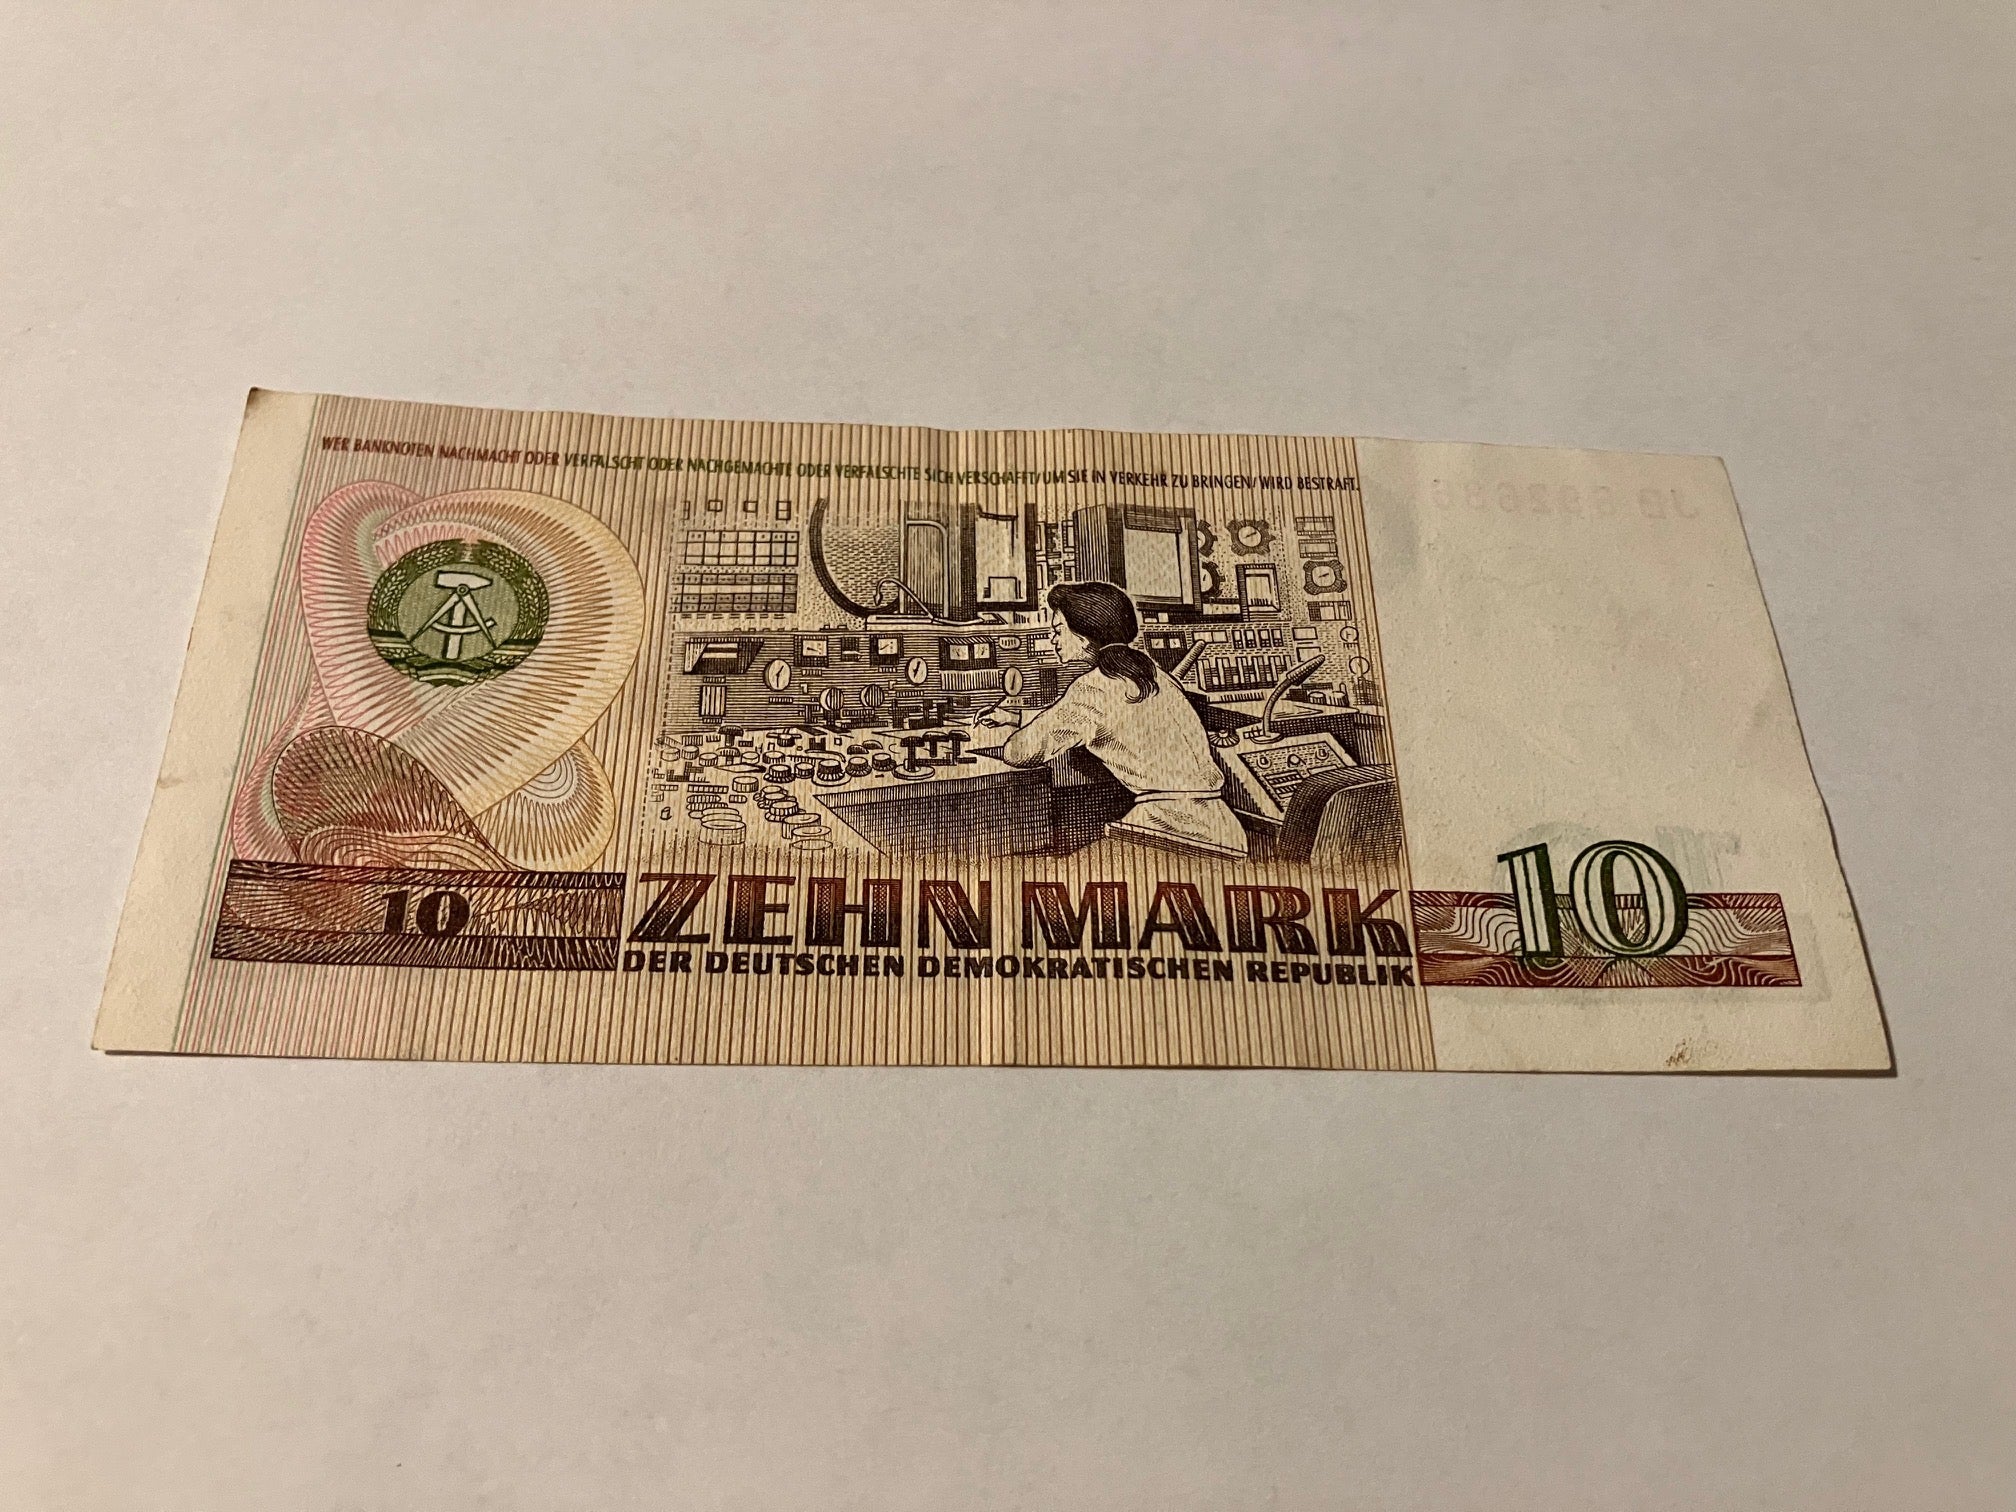 WER BANKNOTEN NACHMACHT ODER VERFÄLSCHT ODER NACHGEMACHTE ODER VERFÄLSCHTE SICH VERSCHAFFT/UM SIE IN VERKEHR ZU BRINGEN/WIRD BESTRAFT.
10
ZEHN MARK
10
DER DEUTSCHEN DEMOKRATISCHEN REPUBLIK